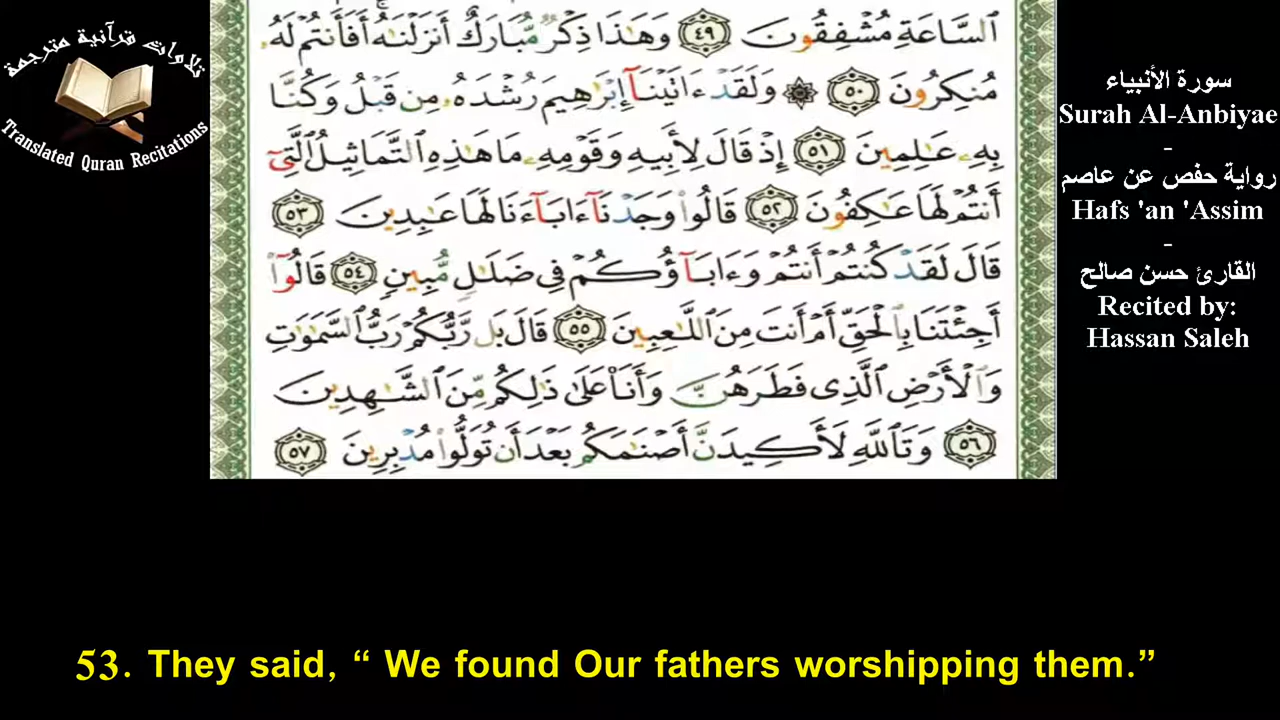 تلاوات قرآنية مترجمة
Translated Quran Recitations
ٱلسَّاعَةِ مُشْفِقُونَ ٤٩ وَهَٰذَا ذِكْرٌ مُّبَارَكٌ أَنزَلْنَٰهُ أَفَأَنتُمْ لَهُۥ
مُنكِرُونَ ٥٠ ۞ وَلَقَدْ ءَاتَيْنَآ إِبْرَٰهِيمَ رُشْدَهُۥ مِن قَبْلُ وَكُنَّا
بِهِۦ عَٰلِمِينَ ٥١ إِذْ قَالَ لِأَبِيهِ وَقَوْمِهِۦ مَا هَٰذِهِ ٱلتَّمَاثِيلُ ٱلَّتِىٓ
أَنتُمْ لَهَا عَٰكِفُونَ ٥٢ قَالُوا۟ وَجَدْنَآ ءَابَآءَنَا لَهَا عَٰبِدِينَ ٥٣
قَالَ لَقَدْ كُنتُمْ أَنتُمْ وَءَابَآؤُكُمْ فِى ضَلَٰلٍ مُّبِينٍ ٥٤ قَالُوٓا۟
أَجِئْتَنَا بِٱلْحَقِّ أَمْ أَنتَ مِنَ ٱللَّٰعِبِينَ ٥٥ قَالَ بَل رَّبُّكُمْ رَبُّ ٱلسَّمَٰوَٰتِ
وَٱلْأَرْضِ ٱلَّذِى فَطَرَهُنَّ وَأَنَا۠ عَلَىٰ ذَٰلِكُم مِّنَ ٱلشَّٰهِدِينَ
٥٦ وَتَٱللَّهِ لَأَكِيدَنَّ أَصْنَٰمَكُم بَعْدَ أَن تُوَلُّوا۟ مُدْبِرِينَ ٥٧
سورة الأنبياء
Surah Al-Anbiyae
-
رواية حفص عن عاصم
Hafs 'an 'Assim
-
القارئ حسن صالح
Recited by:
Hassan Saleh
53. They said, “ We found Our fathers worshipping them.”